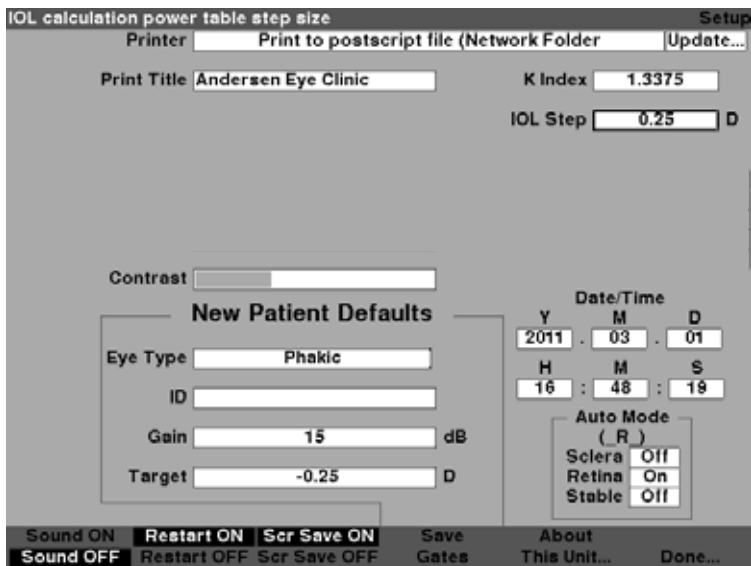 IOL calculation power table step size Setup
Printer Print to postscript file (Network Folder Update...
Print Title Andersen Eye Clinic K Index 1.3375
IOL Step 0.25 D
Contrast
Date/Time
New Patient Defaults Y M D
2011 . 03 . 01
Eye Type Phakic H M S
16 : 48 : 19
ID
Auto Mode
Gain 15 dB (_R_)
Sclera Off
Target -0.25 D Retina On
Stable Off
Sound ON Restart ON Scr Save ON Save About
Sound OFF Restart OFF Scr Save OFF Gates This Unit... Done...